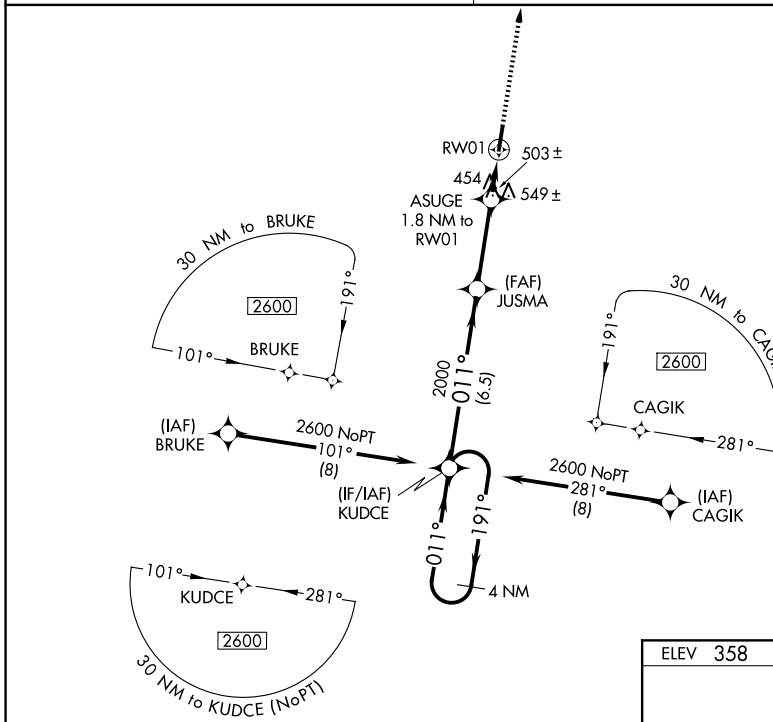 RW01
503 ±
454
549 ±
ASUGE
1.8 NM to
RW01
30 NM to BRUKE
191°
2600
101°
BRUKE
(FAF)
JUSMA
30 NM to CAGI
191°
2600
CAGIK
281°
2000
011°
(6.5)
(IAF)
BRUKE
2600 NoPT
101°
(8)
(IF/IAF)
KUDCE
2600 NoPT
281°
(8)
(IAF)
CAGIK
011°
191°
4 NM
101°
KUDCE
281°
2600
30 NM to KUDCE (NoPT)
ELEV 358